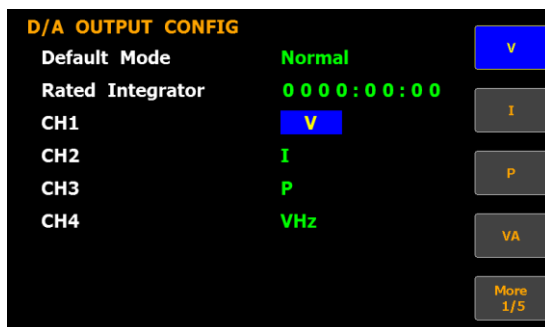 D/A OUTPUT CONFIG
Default Mode Normal
Rated Integrator 0000:00:00
CH1 V
CH2 I
CH3 P
CH4 VHz
V
I
P
VA
More
1/5